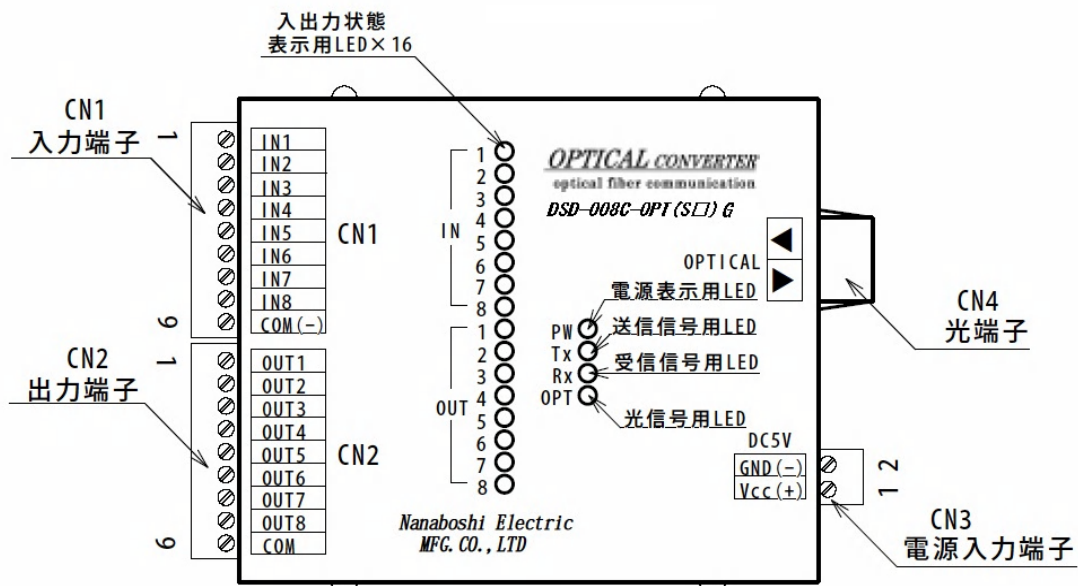 入出力状態
表示用LED×16
CN1
入力端子
1
9
IN1
IN2
IN3
IN4
IN5
IN6
IN7
IN8
COM(-)
CN1
CN2
出力端子
1
9
OUT1
OUT2
OUT3
OUT4
OUT5
OUT6
OUT7
OUT8
COM
CN2
IN
1
2
3
4
5
6
7
8
OUT
1
2
3
4
5
6
7
8
OPTICAL CONVERTER
optical fiber communication
DSD-008C-OPT(S□)G
OPTICAL
CN4
光端子
PW
電源表示用LED
Tx
送信信号用LED
Rx
受信信号用LED
OPT
光信号用LED
DC5V
GND(-)
Vcc(+)
2
1
CN3
電源入力端子
Nanaboshi Electric
MFG.CO.,LTD